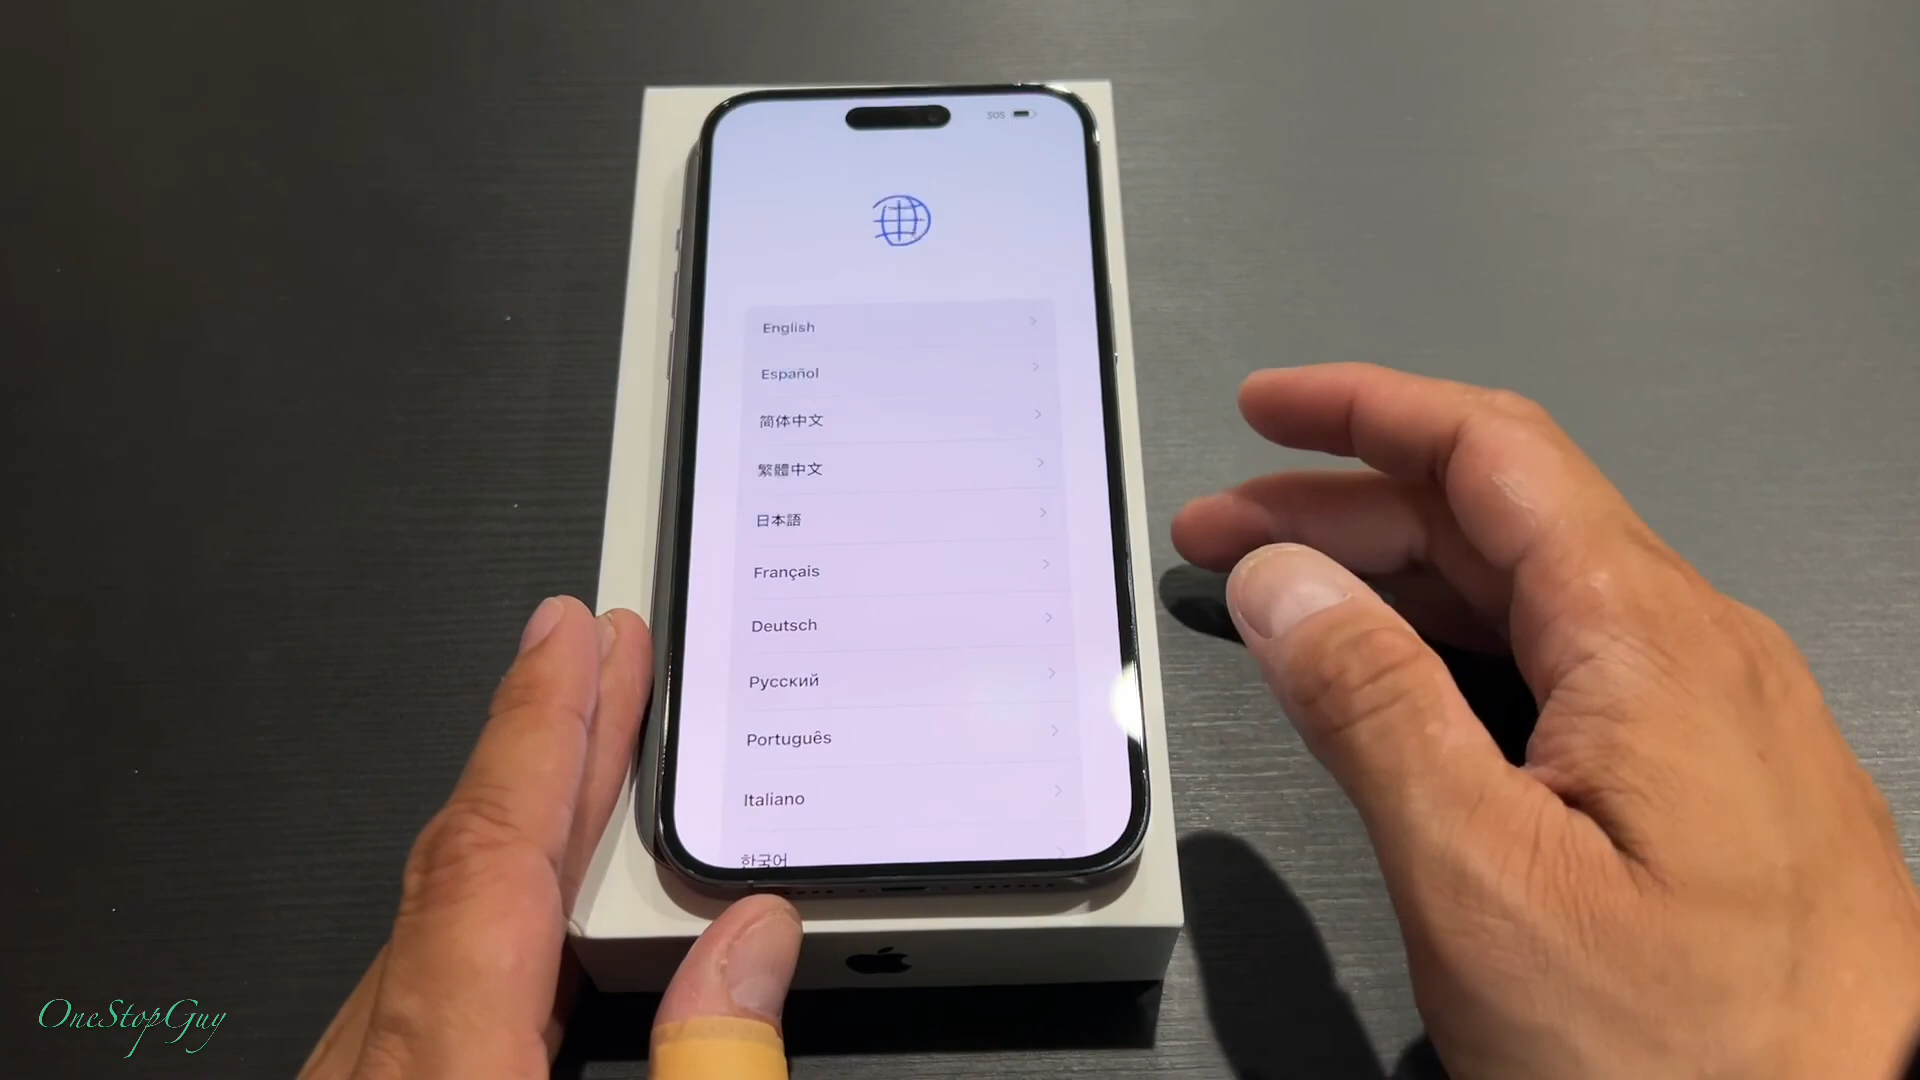 SOS
English
Español
简体中文
繁體中文
日本語
Français
Deutsch
Русский
Português
Italiano
한국어
OneStopGuy